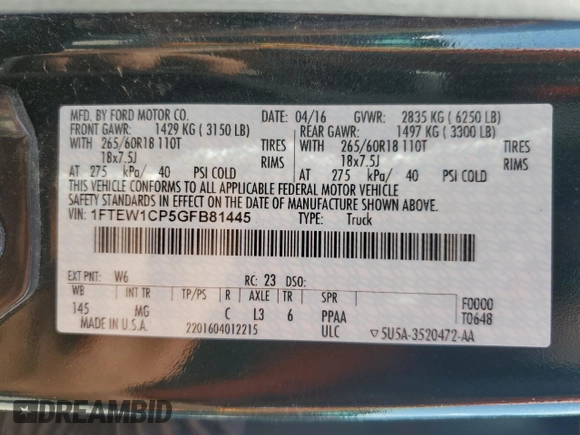 MFD. BY FORD MOTOR CO. DATE: 04/16 GVWR: 2835 KG ( 6250 LB)
FRONT GAWR: 1429 KG ( 3150 LB) REAR GAWR: 1497 KG ( 3300 LB)
WITH 265/60R18 110T TIRES WITH 265/60R18 110T TIRES
18x7.5J RIMS 18x7.5J RIMS
AT 275 kPa/ 40 PSI COLD AT 275 kPa/ 40 PSI COLD
THIS VEHICLE CONFORMS TO ALL APPLICABLE FEDERAL MOTOR VEHICLE
SAFETY STANDARDS IN EFFECT ON THE DATE OF MANUFACTURE SHOWN ABOVE.
VIN: 1FTEW1CP5GFB81445 TYPE: Truck
EXT PNT: W6 RC: 23 DSO:
WB INT TR TP/PS R AXLE TR SPR F0000
145 MG C L3 6 PPAA T0648
MADE IN U.S.A. 2201604012215 ULC ▽5U5A-3520472-AA
DREAMBID